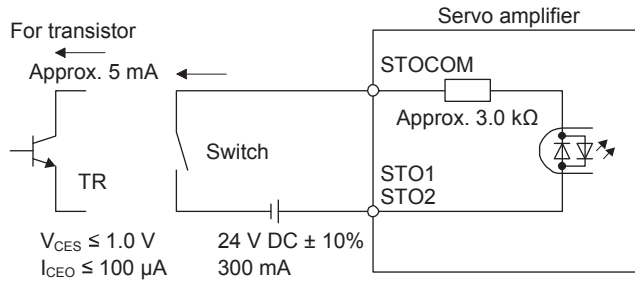 Servo amplifier
For transistor
Approx. 5 mA
STOCOM
Approx. 3.0 kΩ
Switch
TR
STO1
STO2
V_CES ≤ 1.0 V
I_CEO ≤ 100 µA
24 V DC ± 10%
300 mA